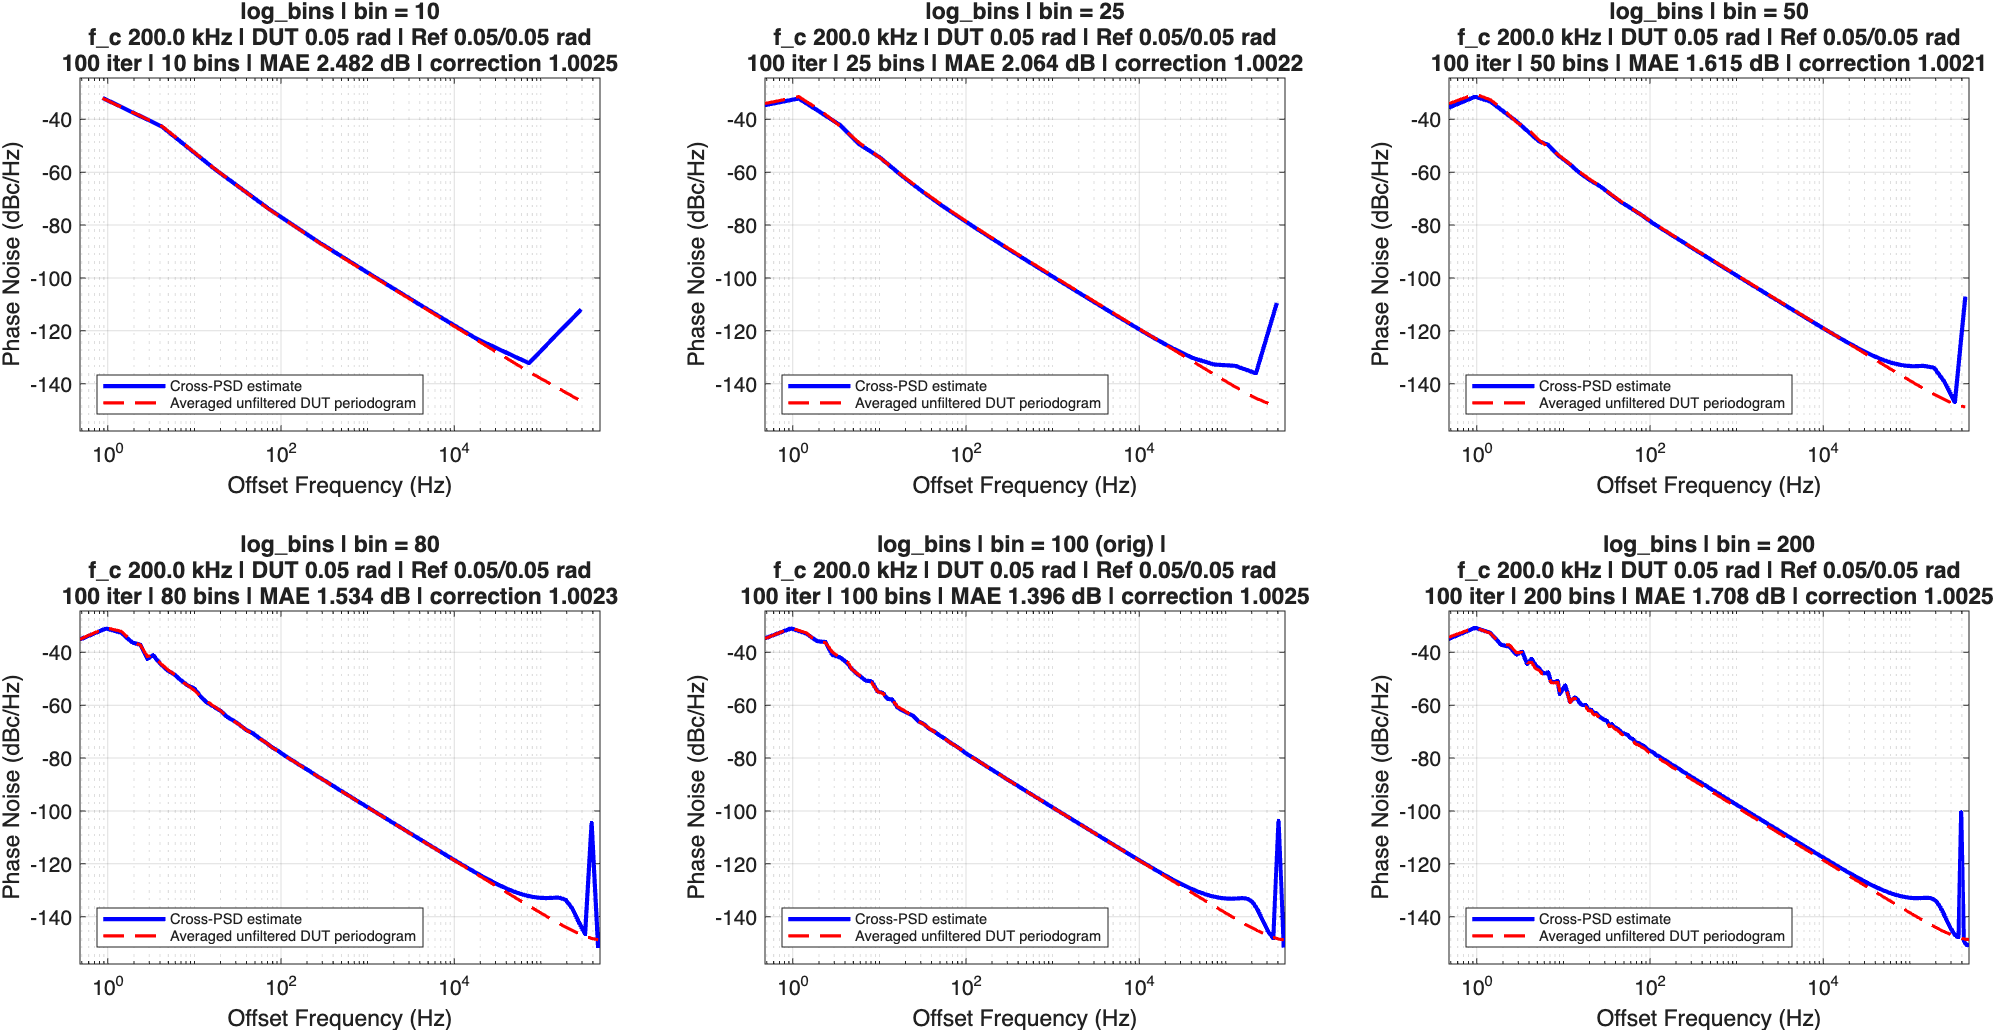 log_bins | bin = 10
f_c 200.0 kHz | DUT 0.05 rad | Ref 0.05/0.05 rad
100 iter | 10 bins | MAE 2.482 dB | correction 1.0025
Phase Noise (dBc/Hz)
-40
-60
-80
-100
-120
-140
Cross-PSD estimate
Averaged unfiltered DUT periodogram
10^0 10^2 10^4
Offset Frequency (Hz)
log_bins | bin = 25
f_c 200.0 kHz | DUT 0.05 rad | Ref 0.05/0.05 rad
100 iter | 25 bins | MAE 2.064 dB | correction 1.0022
Phase Noise (dBc/Hz)
-40
-60
-80
-100
-120
-140
Cross-PSD estimate
Averaged unfiltered DUT periodogram
10^0 10^2 10^4
Offset Frequency (Hz)
log_bins | bin = 50
f_c 200.0 kHz | DUT 0.05 rad | Ref 0.05/0.05 rad
100 iter | 50 bins | MAE 1.615 dB | correction 1.0021
Phase Noise (dBc/Hz)
-40
-60
-80
-100
-120
-140
Cross-PSD estimate
Averaged unfiltered DUT periodogram
10^0 10^2 10^4
Offset Frequency (Hz)
log_bins | bin = 80
f_c 200.0 kHz | DUT 0.05 rad | Ref 0.05/0.05 rad
100 iter | 80 bins | MAE 1.534 dB | correction 1.0023
Phase Noise (dBc/Hz)
-40
-60
-80
-100
-120
-140
Cross-PSD estimate
Averaged unfiltered DUT periodogram
10^0 10^2 10^4
Offset Frequency (Hz)
log_bins | bin = 100 (orig) |
f_c 200.0 kHz | DUT 0.05 rad | Ref 0.05/0.05 rad
100 iter | 100 bins | MAE 1.396 dB | correction 1.0025
Phase Noise (dBc/Hz)
-40
-60
-80
-100
-120
-140
Cross-PSD estimate
Averaged unfiltered DUT periodogram
10^0 10^2 10^4
Offset Frequency (Hz)
log_bins | bin = 200
f_c 200.0 kHz | DUT 0.05 rad | Ref 0.05/0.05 rad
100 iter | 200 bins | MAE 1.708 dB | correction 1.0025
Phase Noise (dBc/Hz)
-40
-60
-80
-100
-120
-140
Cross-PSD estimate
Averaged unfiltered DUT periodogram
10^0 10^2 10^4
Offset Frequency (Hz)